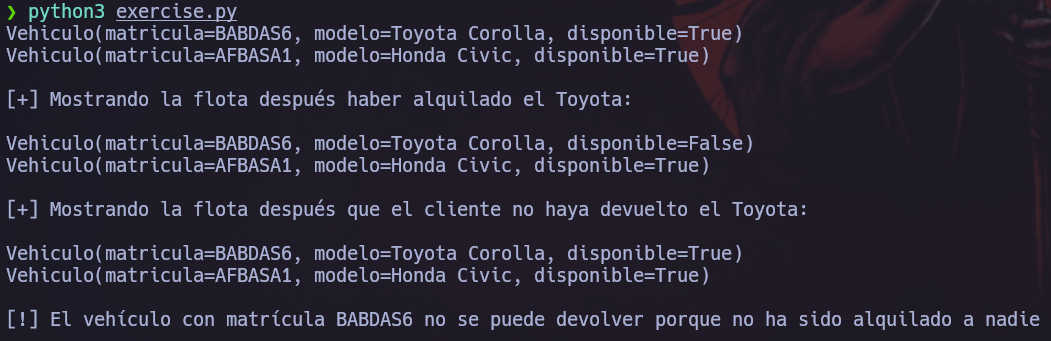 ❯ python3 exercise.py
Vehiculo(matricula=BABDAS6, modelo=Toyota Corolla, disponible=True)
Vehiculo(matricula=AFBASA1, modelo=Honda Civic, disponible=True)
[+] Mostrando la flota después haber alquilado el Toyota:
Vehiculo(matricula=BABDAS6, modelo=Toyota Corolla, disponible=False)
Vehiculo(matricula=AFBASA1, modelo=Honda Civic, disponible=True)
[+] Mostrando la flota después que el cliente no haya devuelto el Toyota:
Vehiculo(matricula=BABDAS6, modelo=Toyota Corolla, disponible=True)
Vehiculo(matricula=AFBASA1, modelo=Honda Civic, disponible=True)
[!] El vehículo con matrícula BABDAS6 no se puede devolver porque no ha sido alquilado a nadie